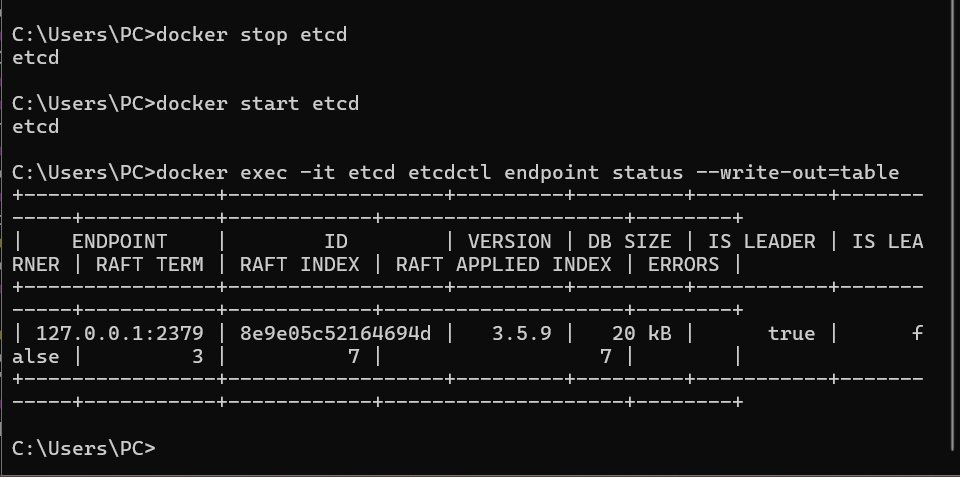 C:\Users\PC>docker stop etcd
etcd
C:\Users\PC>docker start etcd
etcd
C:\Users\PC>docker exec -it etcd etcdctl endpoint status --write-out=table
+----------------+------------------+---------+---------+-----------+-------
-----+-----------+------------+--------------------+--------+
|    ENDPOINT    |        ID        | VERSION | DB SIZE | IS LEADER | IS LEA
RNER | RAFT TERM | RAFT INDEX | RAFT APPLIED INDEX | ERRORS |
+----------------+------------------+---------+---------+-----------+-------
-----+-----------+------------+--------------------+--------+
| 127.0.0.1:2379 | 8e9e05c52164694d |   3.5.9 |   20 kB |      true |      f
alse |         3 |          7 |                  7 |        |
+----------------+------------------+---------+---------+-----------+-------
-----+-----------+------------+--------------------+--------+
C:\Users\PC>